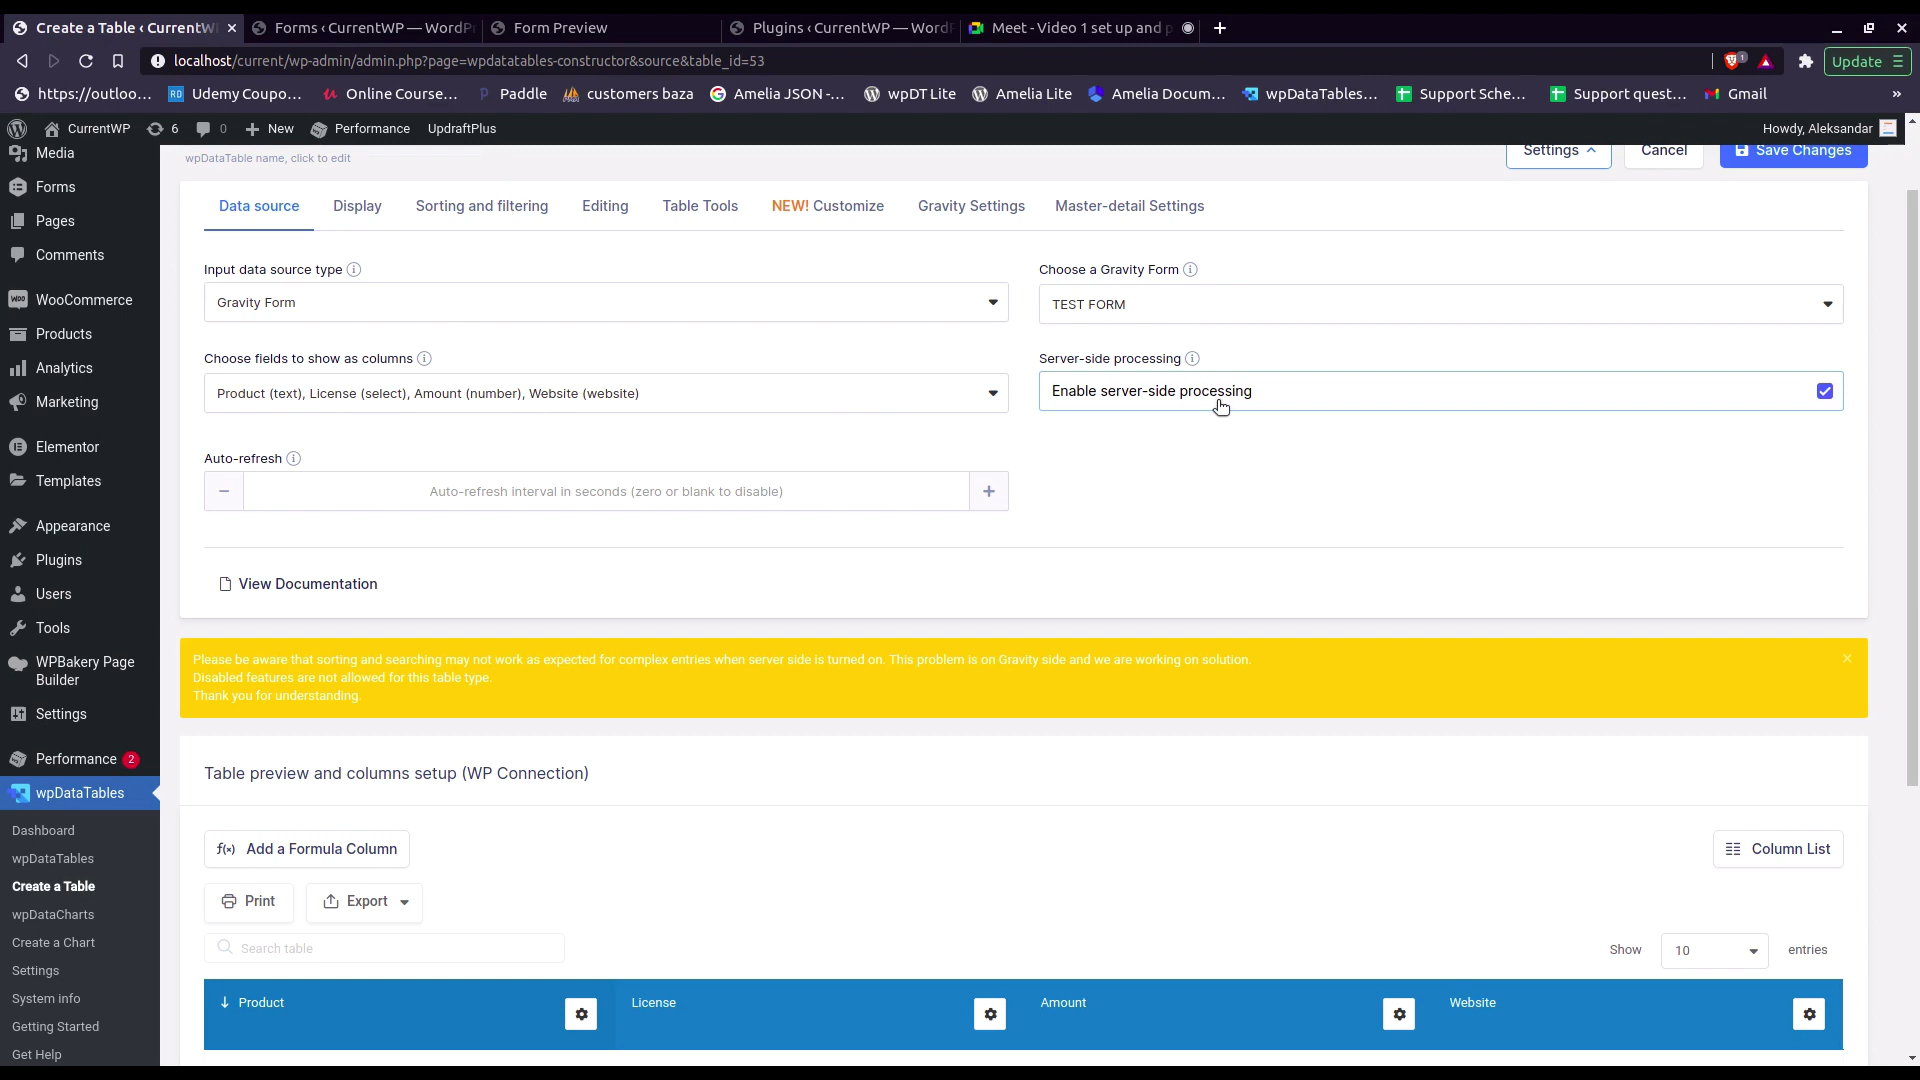 Create a Table ‹ CurrentWP
Forms ‹ CurrentWP — WordPr
Form Preview
Plugins ‹ CurrentWP — WordF
Meet - Video 1 set up and p
localhost/current/wp-admin/admin.php?page=wpdatatables-constructor&source&table_id=53
1
Update
https://outloo...
RD Udemy Coupo...
Online Course...
Paddle
customers baza
Amelia JSON -...
wpDT Lite
Amelia Lite
Amelia Docum...
wpDataTables...
Support Sche...
Support quest...
Gmail
»
CurrentWP
6
0
New
Performance
UpdraftPlus
Howdy, Aleksandar
Media
Forms
Pages
Comments
WooCommerce
Products
Analytics
Marketing
Elementor
Templates
Appearance
Plugins
Users
Tools
WPBakery Page
Builder
Settings
Performance 2
wpDataTables
Dashboard
wpDataTables
Create a Table
wpDataCharts
Create a Chart
Settings
System info
Getting Started
Get Help
wpDataTable name, click to edit
Settings
Cancel
Save Changes
Data source
Display
Sorting and filtering
Editing
Table Tools
NEW! Customize
Gravity Settings
Master-detail Settings
Input data source type
Gravity Form
Choose a Gravity Form
TEST FORM
Choose fields to show as columns
Product (text), License (select), Amount (number), Website (website)
Server-side processing
Enable server-side processing
Auto-refresh
Auto-refresh interval in seconds (zero or blank to disable)
View Documentation
Please be aware that sorting and searching may not work as expected for complex entries when server side is turned on. This problem is on Gravity side and we are working on solution.
Disabled features are not allowed for this table type.
Thank you for understanding.
Table preview and columns setup (WP Connection)
f(x) Add a Formula Column
Column List
Print
Export
Search table
Show 10 entries
Product
License
Amount
Website